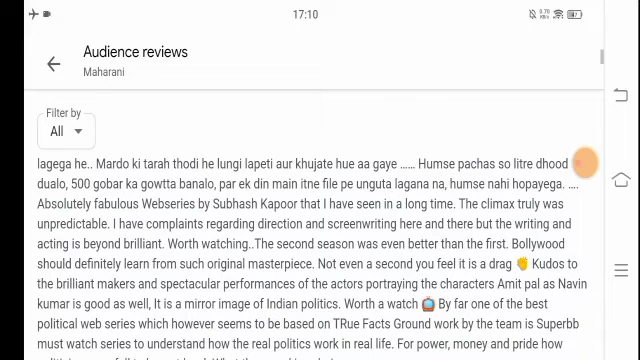 17:10
Audience reviews
Maharani
Filter by
All
lagega he.. Mardo ki tarah thodi he lungi lapeti aur khujate hue aa gaye ...... Humse pachas so litre dhood
dualo, 500 gobar ka gowtta banalo, par ek din main itne file pe unguta lagana na, humse nahi hopayega. ....
Absolutely fabulous Webseries by Subhash Kapoor that I have seen in a long time. The climax truly was
unpredictable. I have complaints regarding direction and screenwriting here and there but the writing and
acting is beyond brilliant. Worth watching..The second season was even better than the first. Bollywood
should definitely learn from such original masterpiece. Not even a second you feel it is a drag 👏 Kudos to
the brilliant makers and spectacular performances of the actors portraying the characters Amit pal as Navin
kumar is good as well, It is a mirror image of Indian politics. Worth a watch 📺 By far one of the best
political web series which however seems to be based on TRue Facts Ground work by the team is Superbb
must watch series to understand how the real politics work in real life. For power, money and pride how